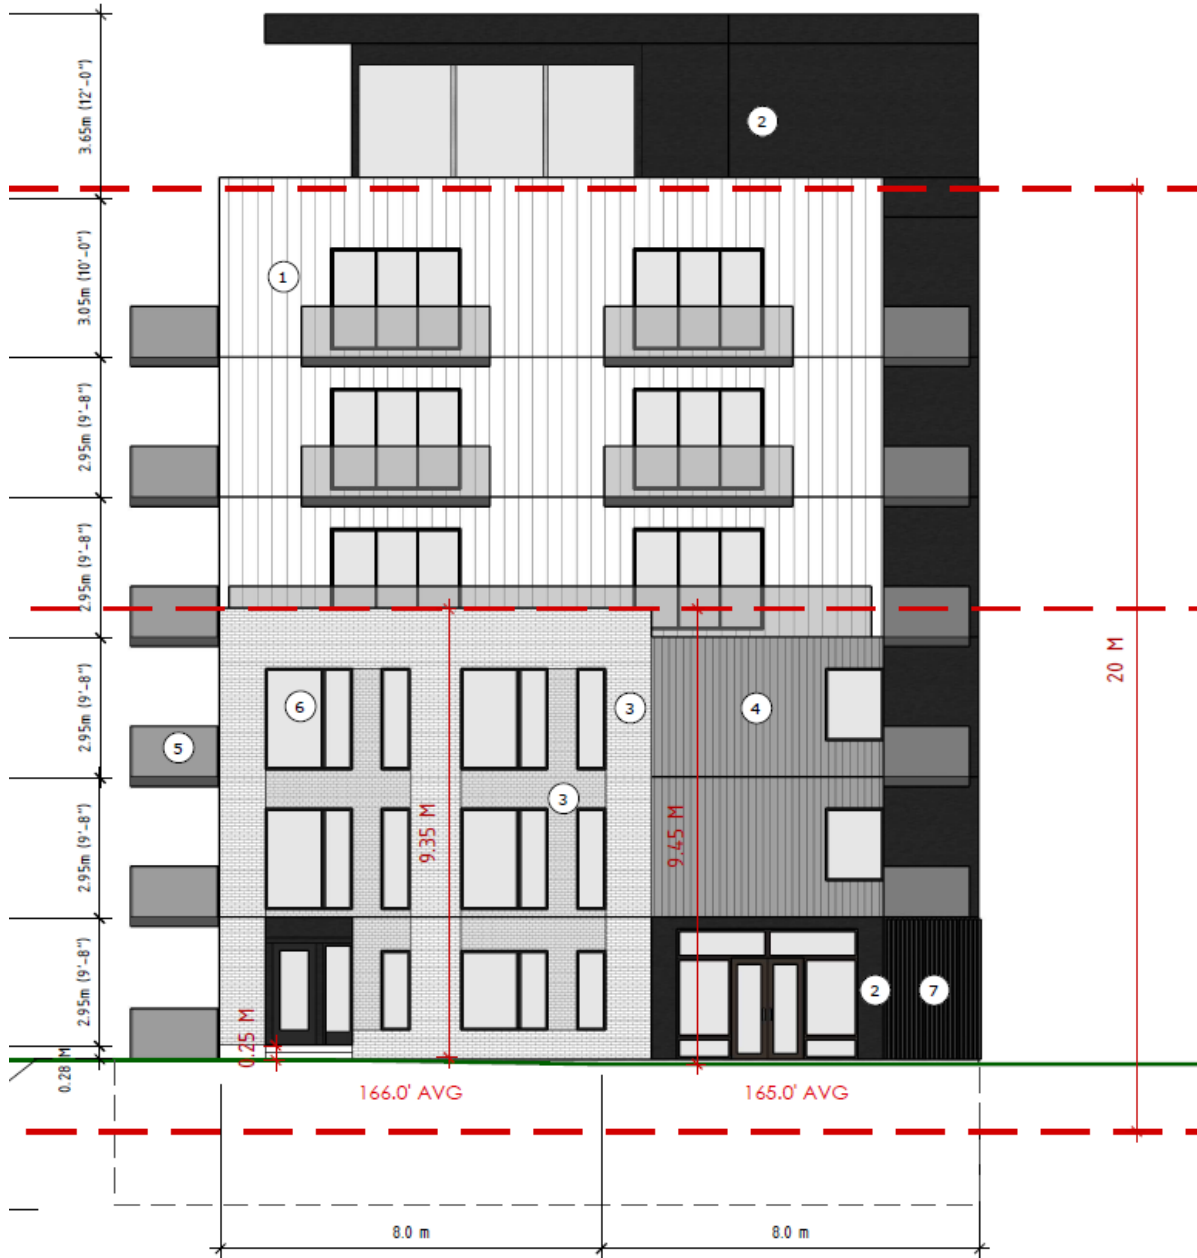 3.65m (12'-0")
2
3.05m (10'-0")
1
2.95m (9'-8")
2.95m (9'-8")
20 M
2.95m (9'-8")
6
3
4
5
3
9.35 M
9.45 M
2.95m (9'-8")
2.95m (9'-8")
2
7
0.25 M
0.28 M
166.0' AVG
165.0' AVG
8.0 m
8.0 m